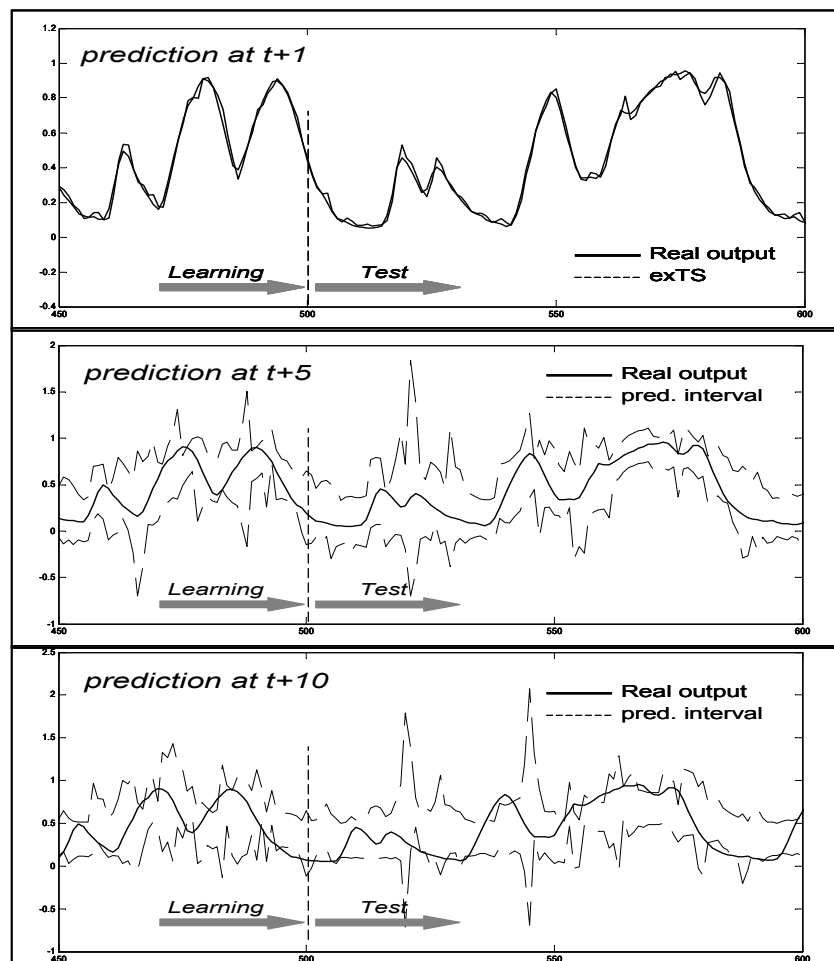 prediction at t+1
1.2
1
0.8
0.6
0.4
0.2
0
-0.2
-0.4
Learning
Test
Real output
exTS
450
500
550
600
prediction at t+5
2
1.5
1
0.5
0
-0.5
-1
Real output
pred. interval
Learning
Test
450
500
550
600
prediction at t+10
2.5
2
1.5
1
0.5
0
-0.5
-1
Real output
pred. interval
Learning
Test
450
500
550
600